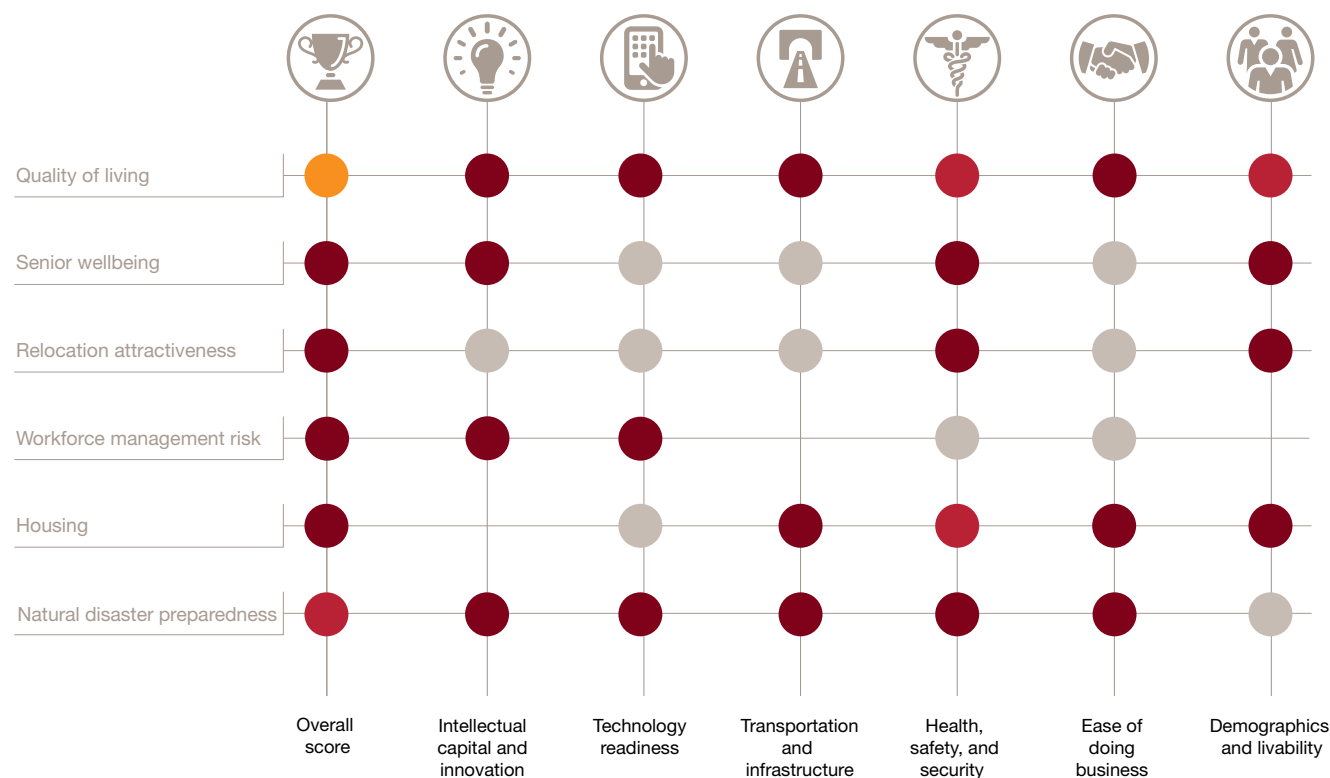 Quality of living
Senior wellbeing
Relocation attractiveness
Workforce management risk
Housing
Natural disaster preparedness
Overall
score
Intellectual
capital and
innovation
Technology
readiness
Transportation
and
infrastructure
Health,
safety, and
security
Ease of
doing
business
Demographics
and livability